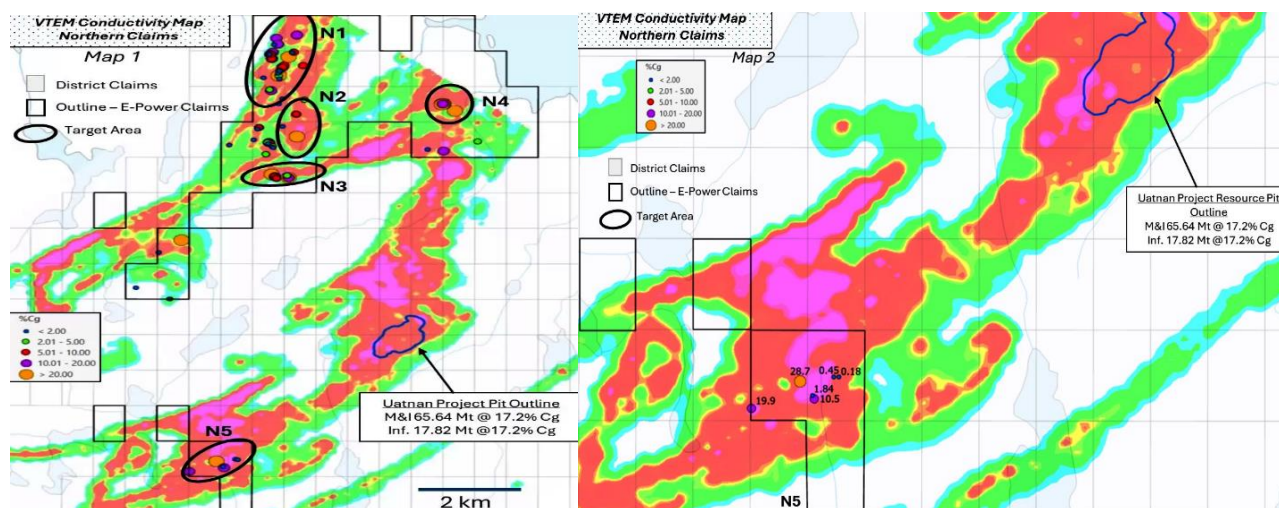 VTEM Conductivity Map
Northern Claims
Map 1
District Claims
Outline – E-Power Claims
Target Area
N1
N2
N3
N4
%Cg
< 2.00
2.01 - 5.00
5.01 - 10.00
10.01 - 20.00
> 20.00
Uatnan Project Pit Outline
M&I 65.64 Mt @ 17.2% Cg
Inf. 17.82 Mt @17.2% Cg
N5
2 km
VTEM Conductivity Map
Northern Claims
Map 2
%Cg
< 2.00
2.01 - 5.00
5.01 - 10.00
10.01 - 20.00
> 20.00
District Claims
Outline – E-Power Claims
Target Area
Uatnan Project Resource Pit
Outline
M&I 65.64 Mt @ 17.2% Cg
Inf. 17.82 Mt @17.2% Cg
28.7
0.45
0.18
1.84
10.5
19.9
N5